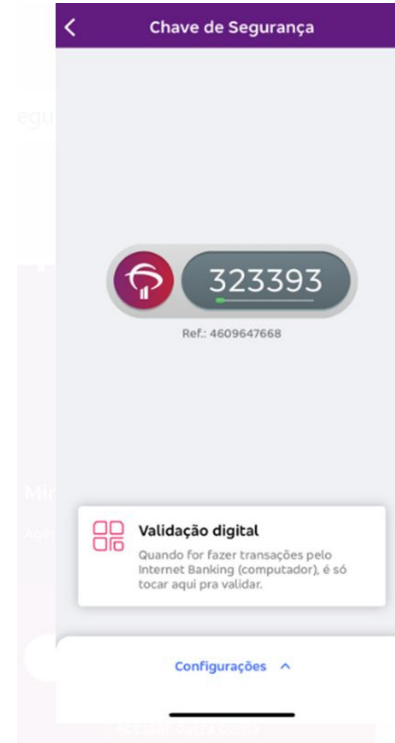 Chave de Segurança
323393
Ref.: 4609647668
Validação digital
Quando for fazer transações pelo
Internet Banking (computador), é só
tocar aqui pra validar.
Configurações